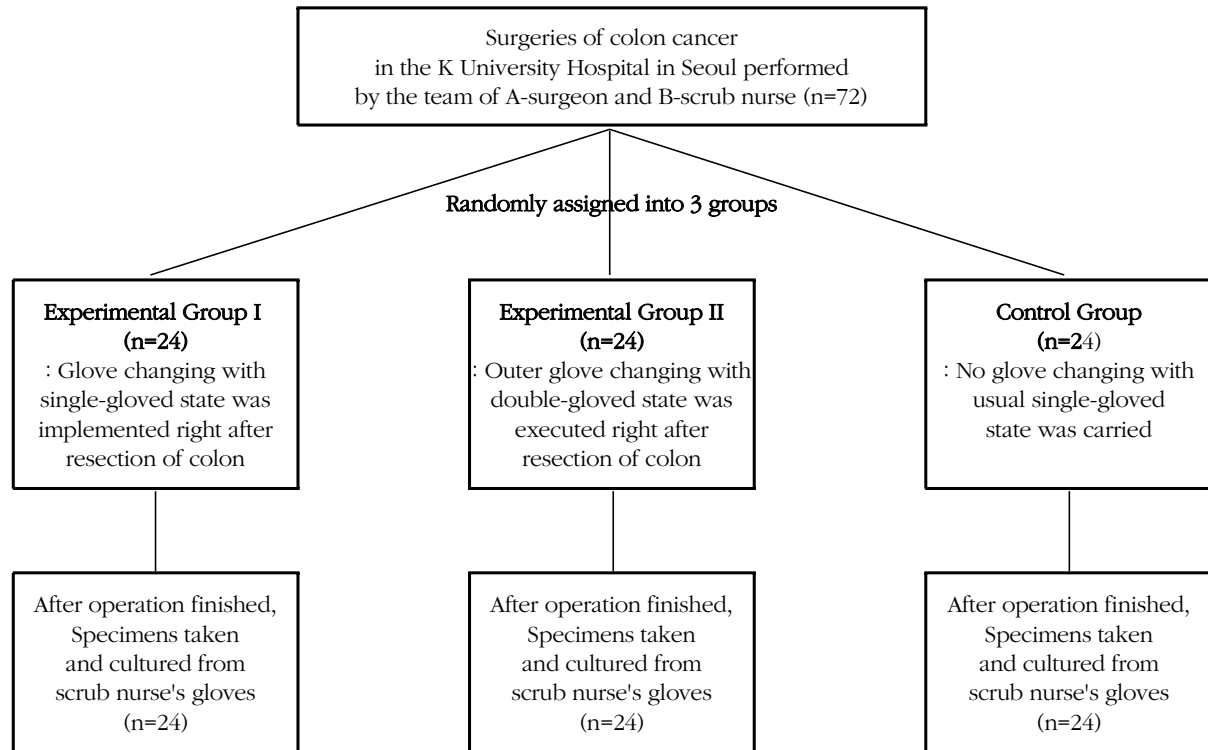 Surgeries of colon cancer
in the K University Hospital in Seoul performed
by the team of A-surgeon and B-scrub nurse (n=72)
Randomly assigned into 3 groups
Experimental Group I
(n=24)
: Glove changing with
single-gloved state was
implemented right after
resection of colon
Experimental Group II
(n=24)
: Outer glove changing with
double-gloved state was
executed right after
resection of colon
Control Group
(n=24)
: No glove changing with
usual single-gloved
state was carried
After operation finished,
Specimens taken
and cultured from
scrub nurse's gloves
(n=24)
After operation finished,
Specimens taken
and cultured from
scrub nurse's gloves
(n=24)
After operation finished,
Specimens taken
and cultured from
scrub nurse's gloves
(n=24)